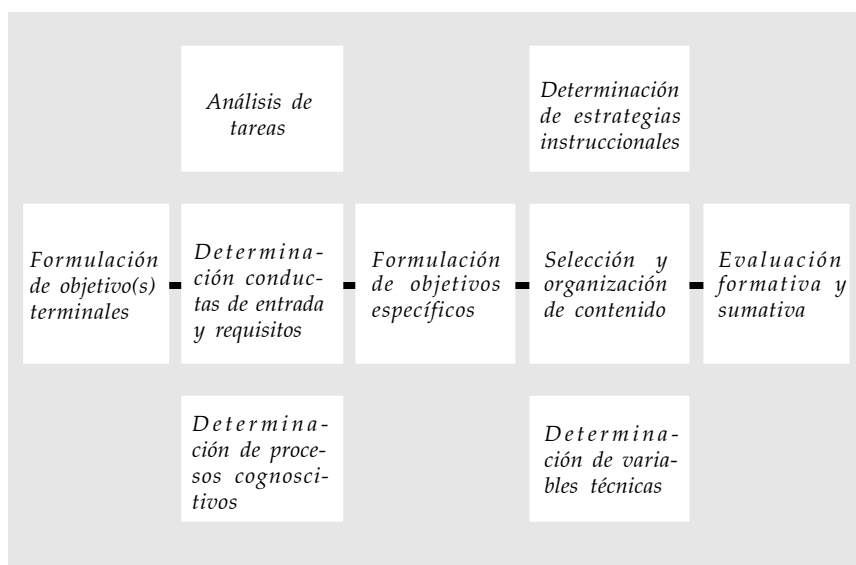 Análisis de
tareas
Determinación
de estrategias
instruccionales
Formulación
de objetivo(s)
terminales
Determina-
ción conduc-
tas de entrada
y requisitos
Formulación
de objetivos
específicos
Selección y
organización
de contenido
Evaluación
formativa y
sumativa
Determina-
ción de proce-
sos cognosci-
tivos
Determina-
ción de varia-
bles técnicas